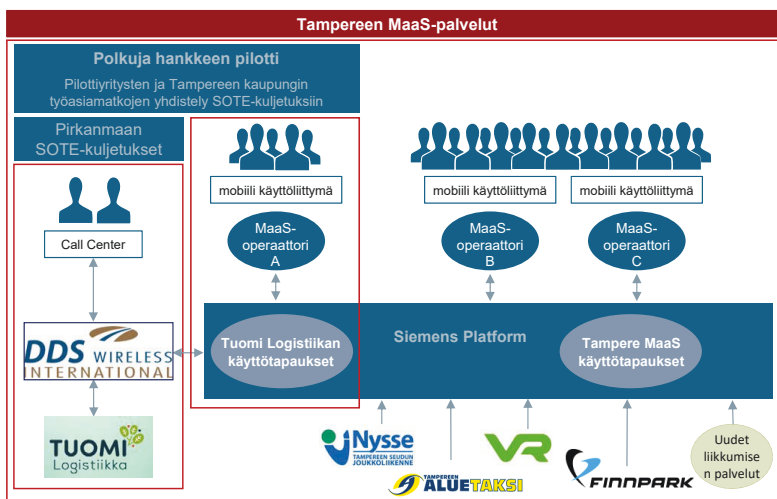 Tampereen MaaS-palvelut
Polkuja hankkeen pilotti
Pilottiyritysten ja Tampereen kaupungin
työasiamatkojen yhdistely SOTE-kuljetuksiin
Pirkanmaan
SOTE-kuljetukset
mobiili käyttöliittymä
mobiili käyttöliittymä
mobiili käyttöliittymä
Call Center
MaaS-
operaattori
A
MaaS-
operaattori
B
MaaS-
operaattori
C
DDS WIRELESS
INTERNATIONAL
Tuomi Logistiikan
käyttötapaukset
Siemens Platform
Tampere MaaS
käyttötapaukset
TUOMI
Logistiikka
Nysse
TAMPEREEN SEUDUN
JOUKKOLIIKENNE
TAMPEREEN
ALUETAKSI
VR
FINNPARK
Uudet
liikkumise
n palvelut